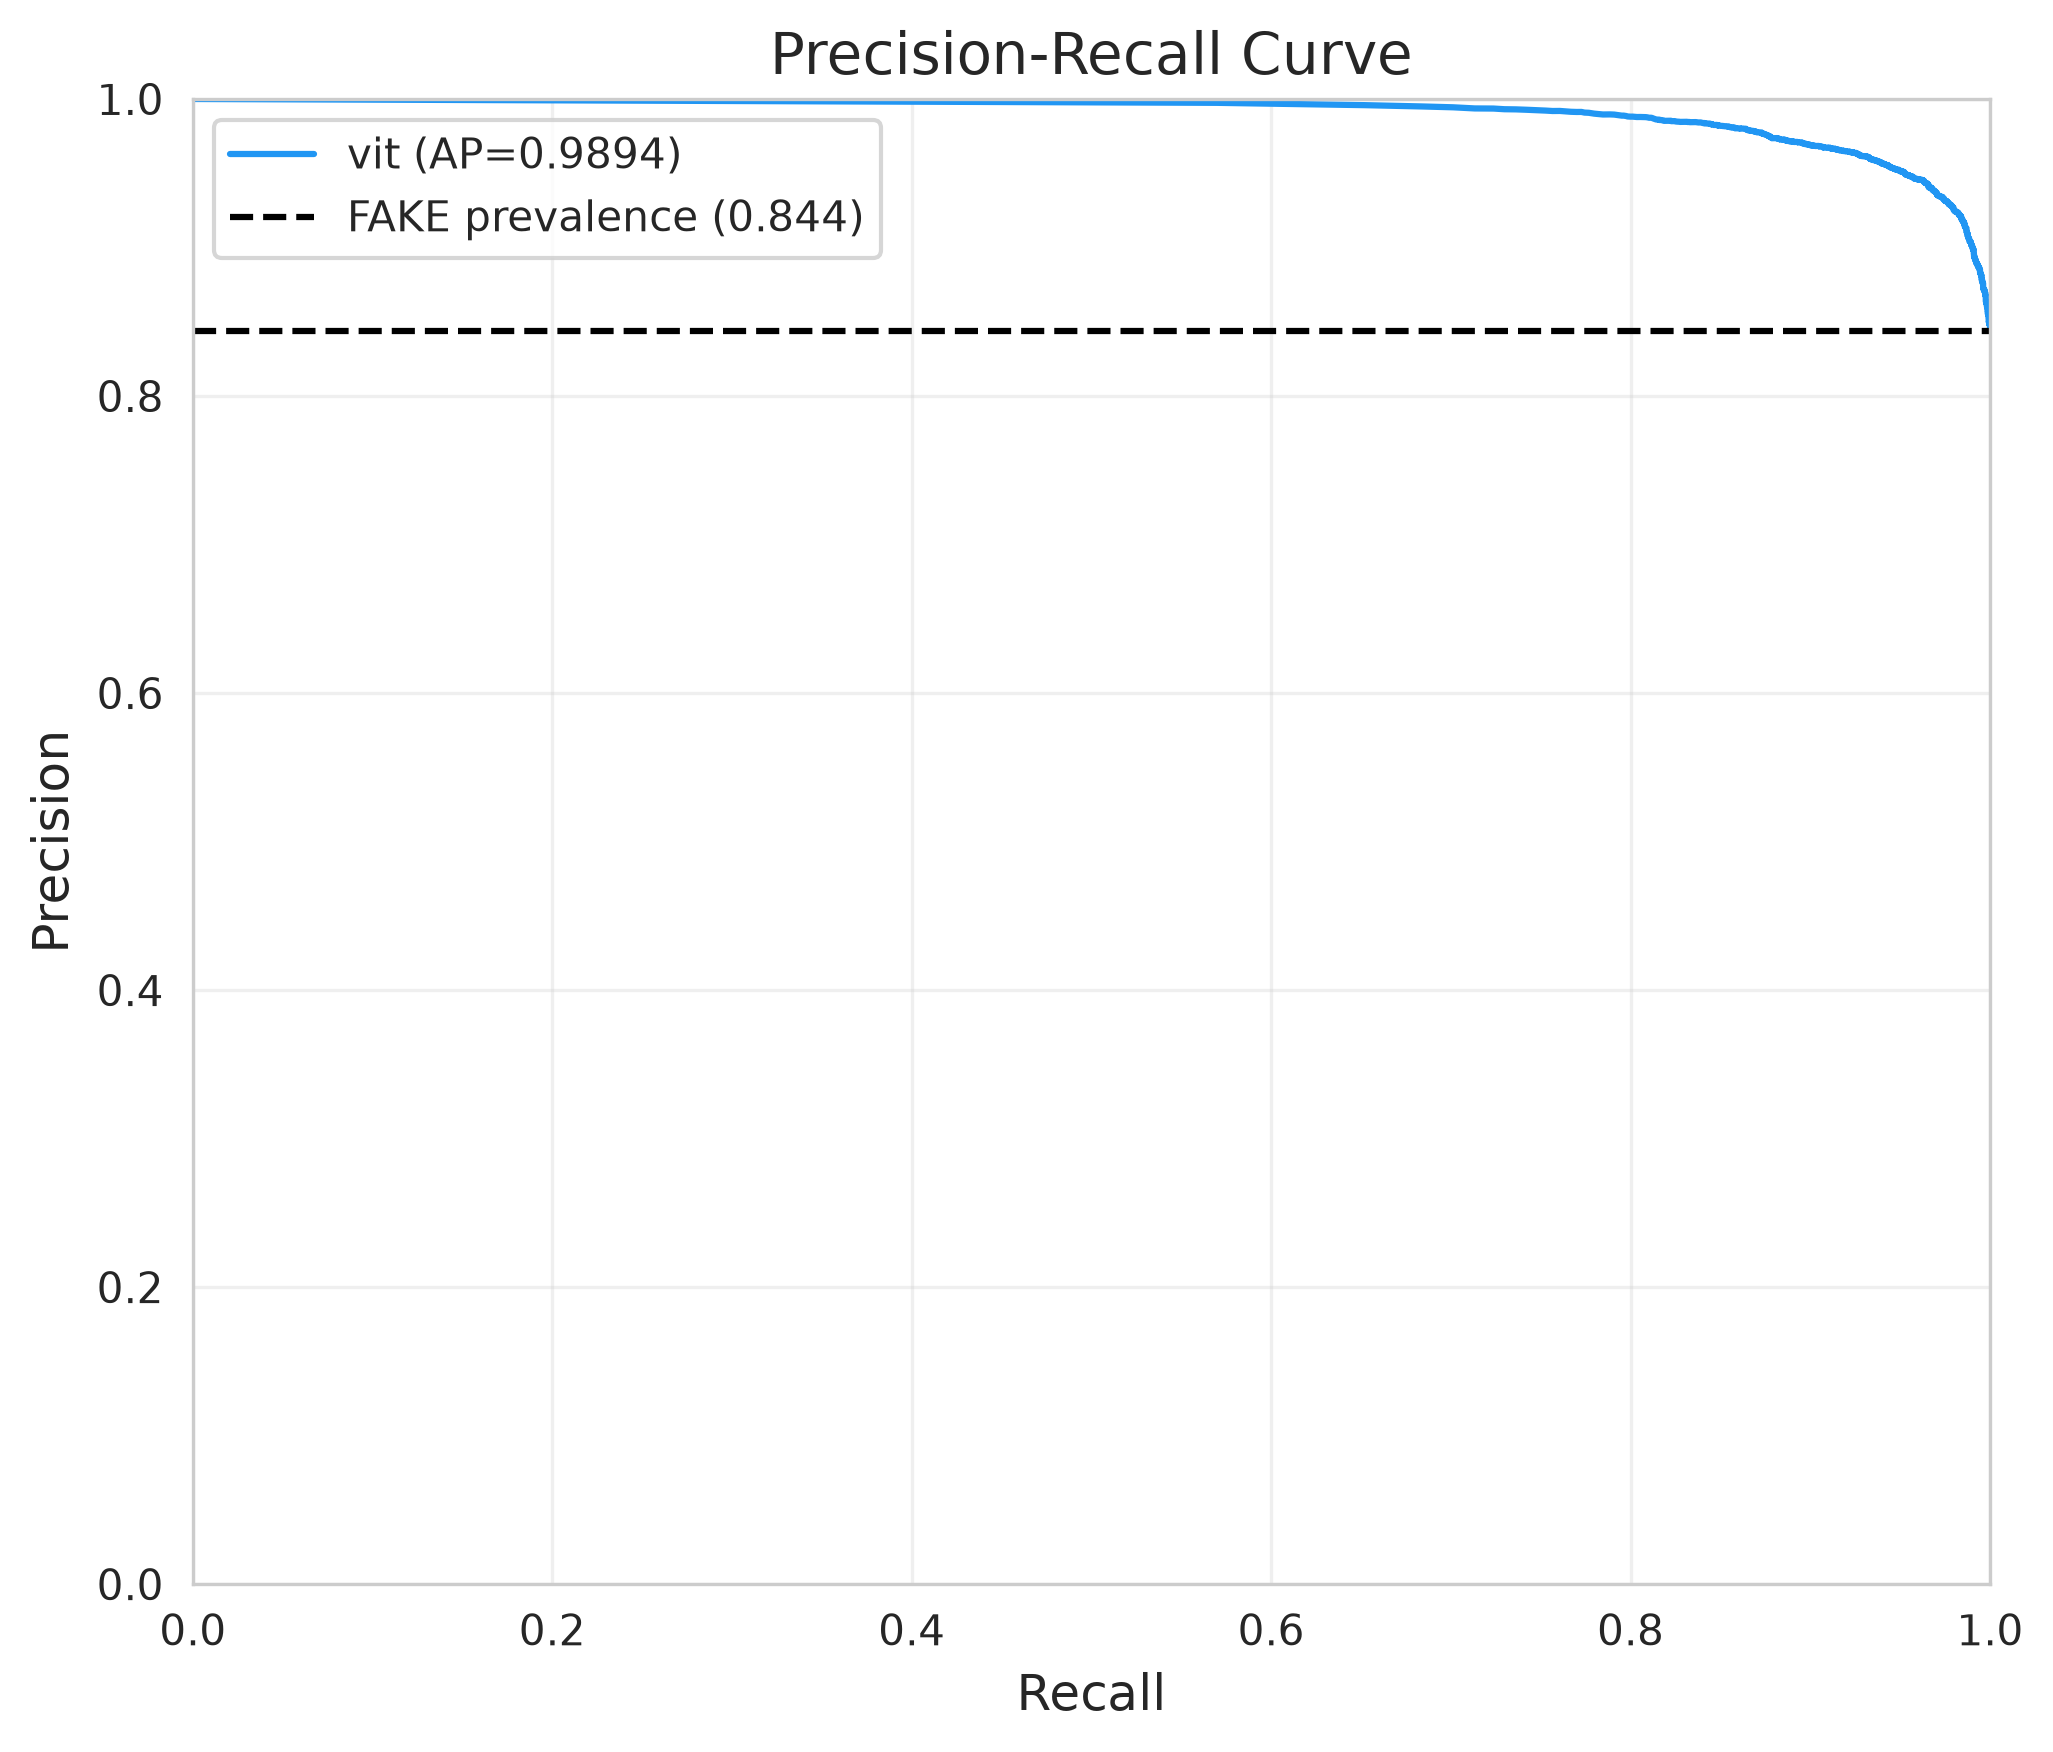 Precision-Recall Curve
1.0
vit (AP=0.9894)
FAKE prevalence (0.844)
0.8
0.6
Precision
0.4
0.2
0.0
0.0 0.2 0.4 0.6 0.8 1.0
Recall